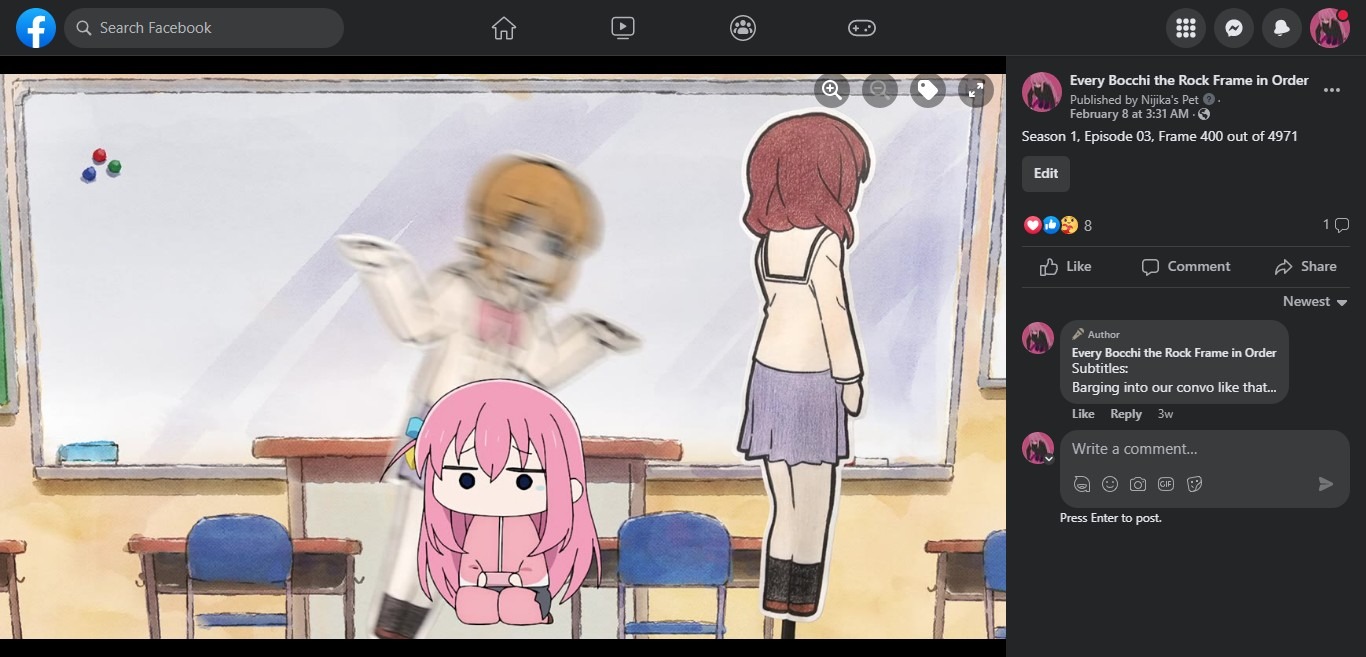 Search Facebook
Every Bocchi the Rock Frame in Order
Published by Nijika's Pet ·
February 8 at 3:31 AM ·
Season 1, Episode 03, Frame 400 out of 4971
Edit
8
1
Like
Comment
Share
Newest
Author
Every Bocchi the Rock Frame in Order
Subtitles:
Barging into our convo like that...
Like Reply 3w
Write a comment...
GIF
Press Enter to post.